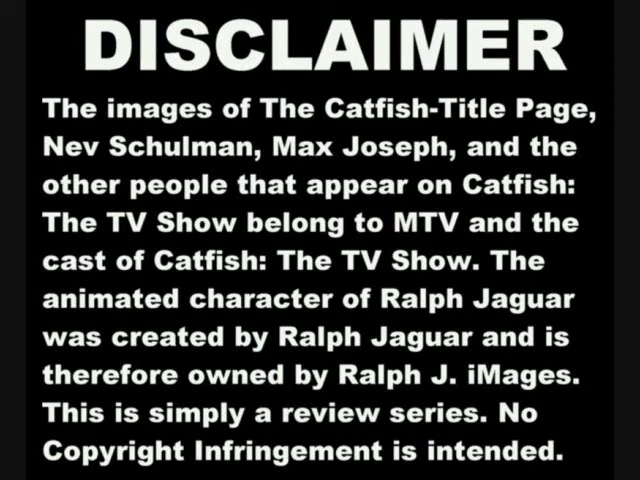 DISCLAIMER
The images of The Catfish-Title Page,
Nev Schulman, Max Joseph, and the
other people that appear on Catfish:
The TV Show belong to MTV and the
cast of Catfish: The TV Show. The
animated character of Ralph Jaguar
was created by Ralph Jaguar and is
therefore owned by Ralph J. iMages.
This is simply a review series. No
Copyright Infringement is intended.